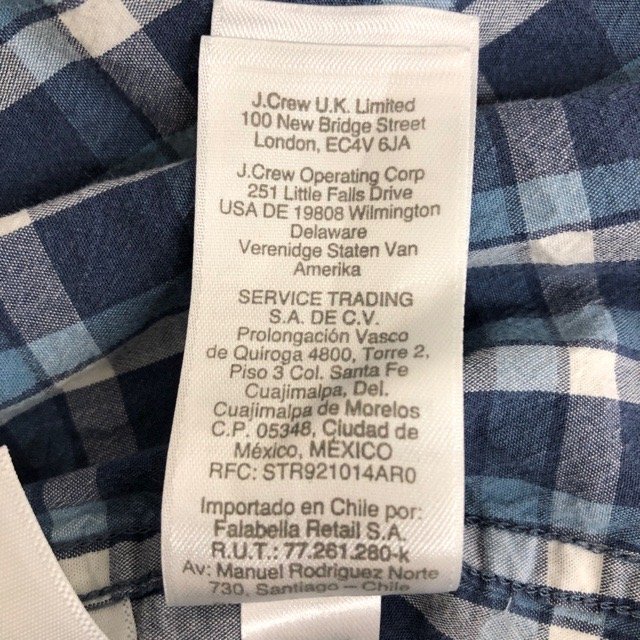 J.Crew U.K. Limited
100 New Bridge Street
London, EC4V 6JA
J.Crew Operating Corp
251 Little Falls Drive
USA DE 19808 Wilmington
Delaware
Verenidge Staten Van
Amerika
SERVICE TRADING
S.A. DE C.V.
Prolongación Vasco
de Quiroga 4800, Torre 2,
Piso 3 Col. Santa Fe
Cuajimalpa, Del.
Cuajimalpa de Morelos
C.P. 05348, Ciudad de
México, MÉXICO
RFC: STR921014AR0
Importado en Chile por:
Falabella Retail S.A.
R.U.T.: 77.261.280-k
Av: Manuel Rodriguez Norte
730, Santiago - Chile